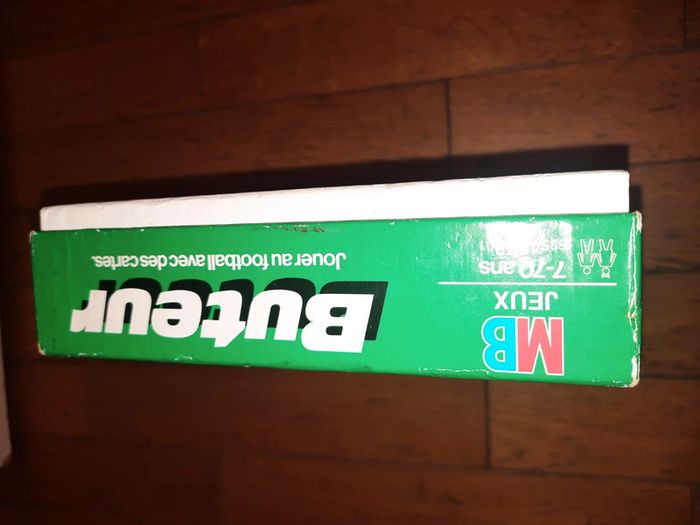 MB
JEUX
7-70 ans
Buteur
Jouer au football avec des cartes.